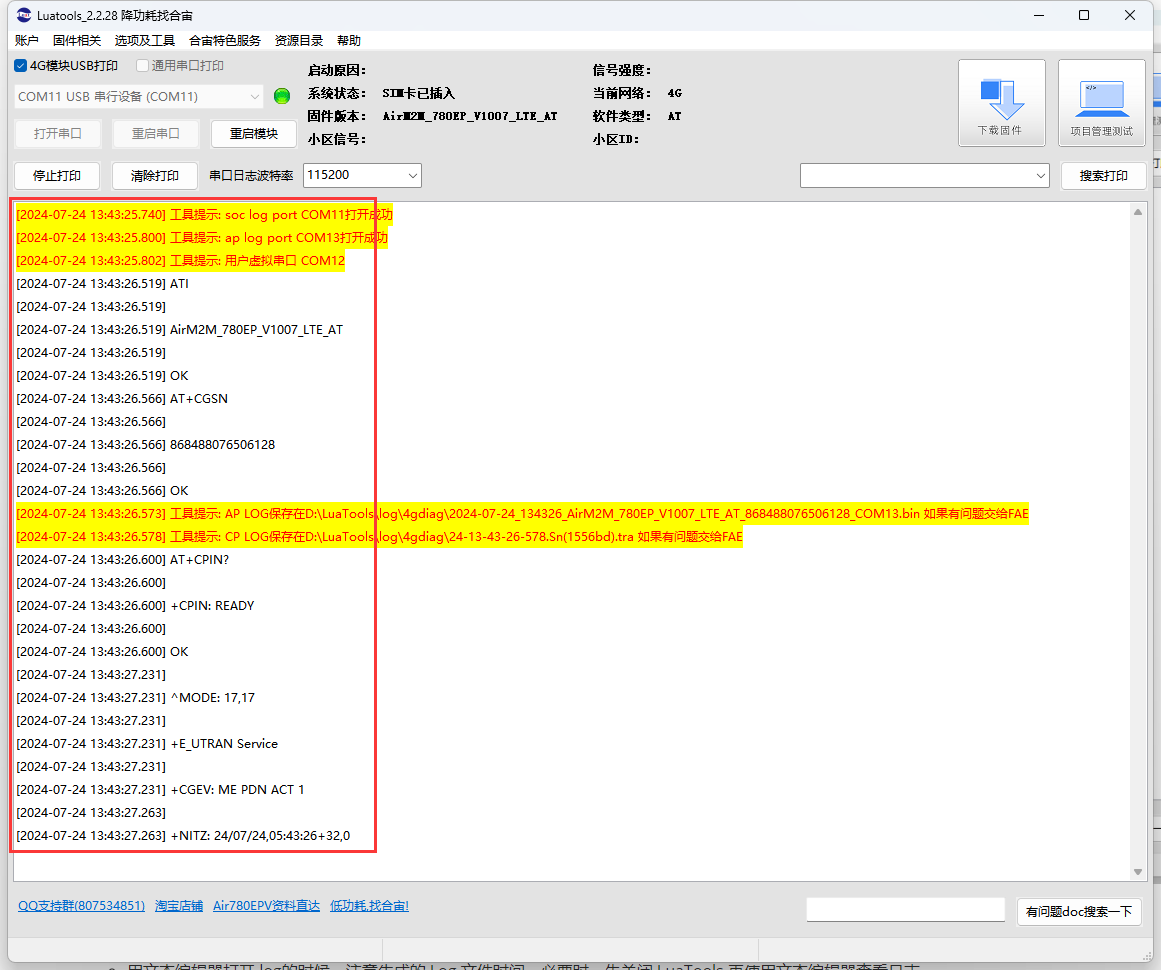 Luatools_2.2.28 降功耗找合宙
账户 固件相关 选项及工具 合宙特色服务 资源目录 帮助
4G模块USB打印 通用串口打印
COM11 USB 串行设备 (COM11)
打开串口 重启串口 重启模块
启动原因:
系统状态: SIM卡已插入
固件版本: AirM2M_780EP_V1007_LTE_AT
小区信号:
信号强度:
当前网络: 4G
软件类型: AT
小区ID:
下载固件
项目管理测试
停止打印 清除打印 串口日志波特率 115200 搜索打印
[2024-07-24 13:43:25.740] 工具提示: soc log port COM11打开成功
[2024-07-24 13:43:25.800] 工具提示: ap log port COM13打开成功
[2024-07-24 13:43:25.802] 工具提示: 用户虚拟串口 COM12
[2024-07-24 13:43:26.519] ATI
[2024-07-24 13:43:26.519]
[2024-07-24 13:43:26.519] AirM2M_780EP_V1007_LTE_AT
[2024-07-24 13:43:26.519]
[2024-07-24 13:43:26.519] OK
[2024-07-24 13:43:26.566] AT+CGSN
[2024-07-24 13:43:26.566]
[2024-07-24 13:43:26.566] 868488076506128
[2024-07-24 13:43:26.566]
[2024-07-24 13:43:26.566] OK
[2024-07-24 13:43:26.573] 工具提示: AP LOG保存在D:\LuaTools\log\4gdiag\2024-07-24_134326_AirM2M_780EP_V1007_LTE_AT_868488076506128_COM13.bin 如果有问题交给FAE
[2024-07-24 13:43:26.578] 工具提示: CP LOG保存在D:\LuaTools\log\4gdiag\24-13-43-26-578.Sn(1556bd).tra 如果有问题交给FAE
[2024-07-24 13:43:26.600] AT+CPIN?
[2024-07-24 13:43:26.600]
[2024-07-24 13:43:26.600] +CPIN: READY
[2024-07-24 13:43:26.600]
[2024-07-24 13:43:26.600] OK
[2024-07-24 13:43:27.231]
[2024-07-24 13:43:27.231] ^MODE: 17,17
[2024-07-24 13:43:27.231]
[2024-07-24 13:43:27.231] +E_UTRAN Service
[2024-07-24 13:43:27.231]
[2024-07-24 13:43:27.231] +CGEV: ME PDN ACT 1
[2024-07-24 13:43:27.263]
[2024-07-24 13:43:27.263] +NITZ: 24/07/24,05:43:26+32,0
QQ支持群(807534851) 淘宝店铺 Air780EPV资料直达 低功耗,找合宙! 有问题doc搜索一下